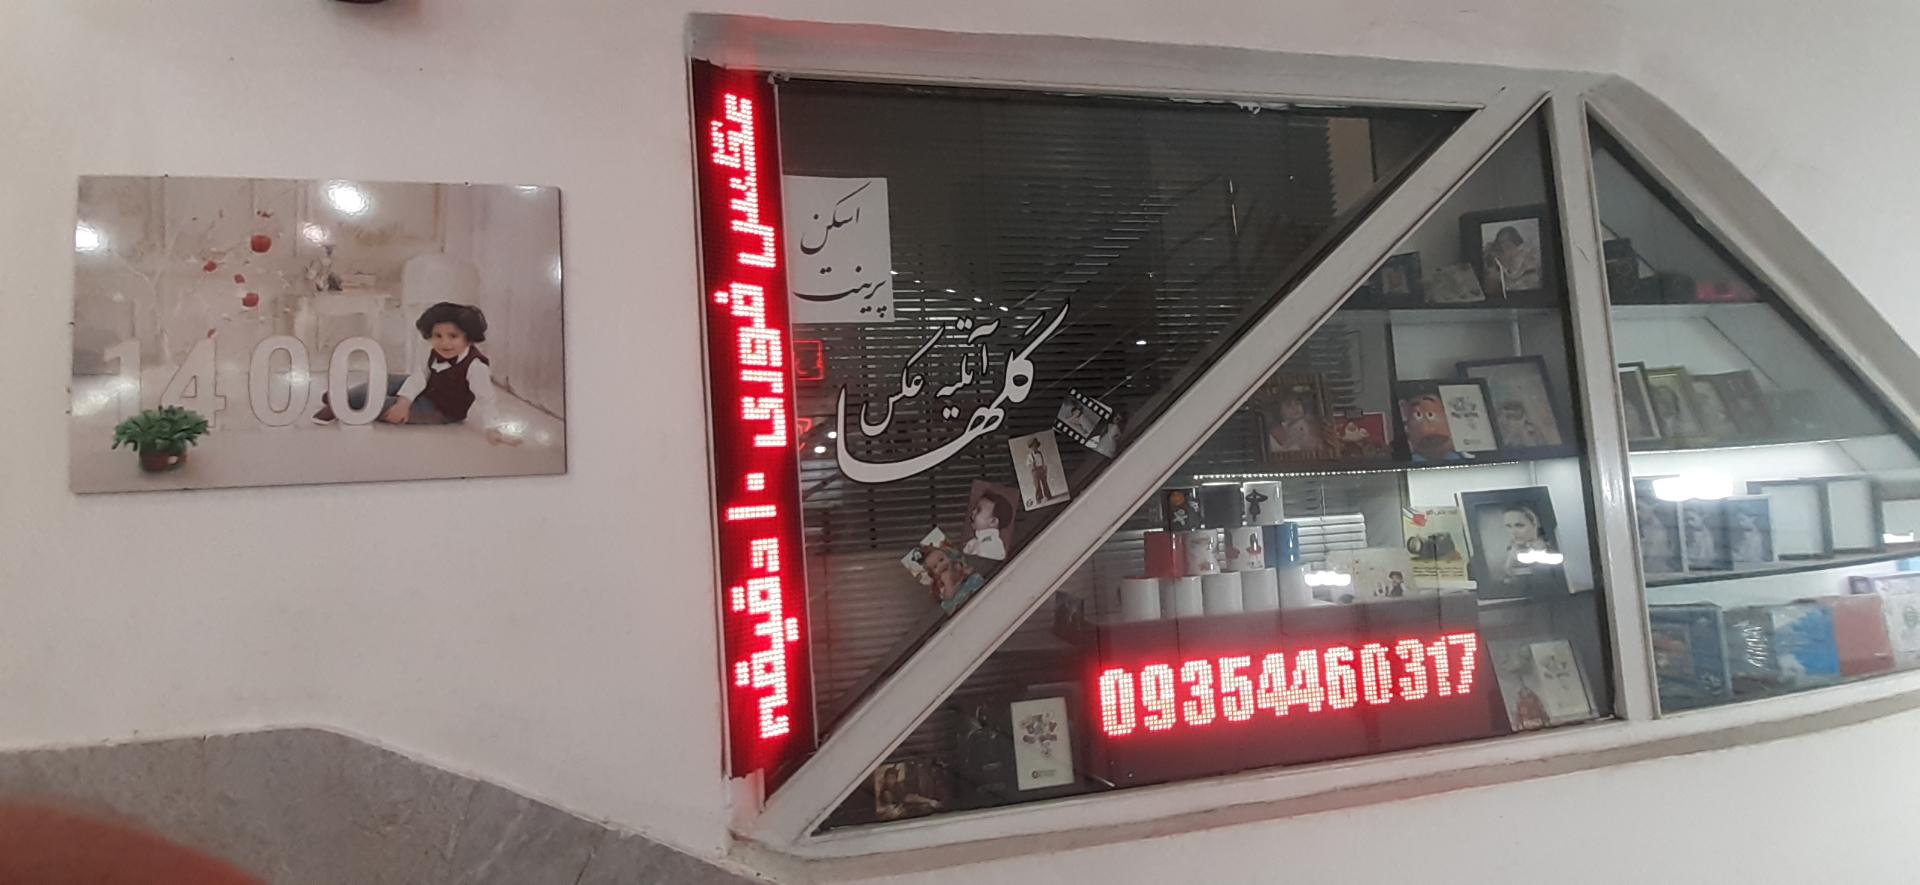 عکس فوری ۱۰ دقیقه
اسکن
پرینت
آتلیه عکس
گلها
1400
09354460317